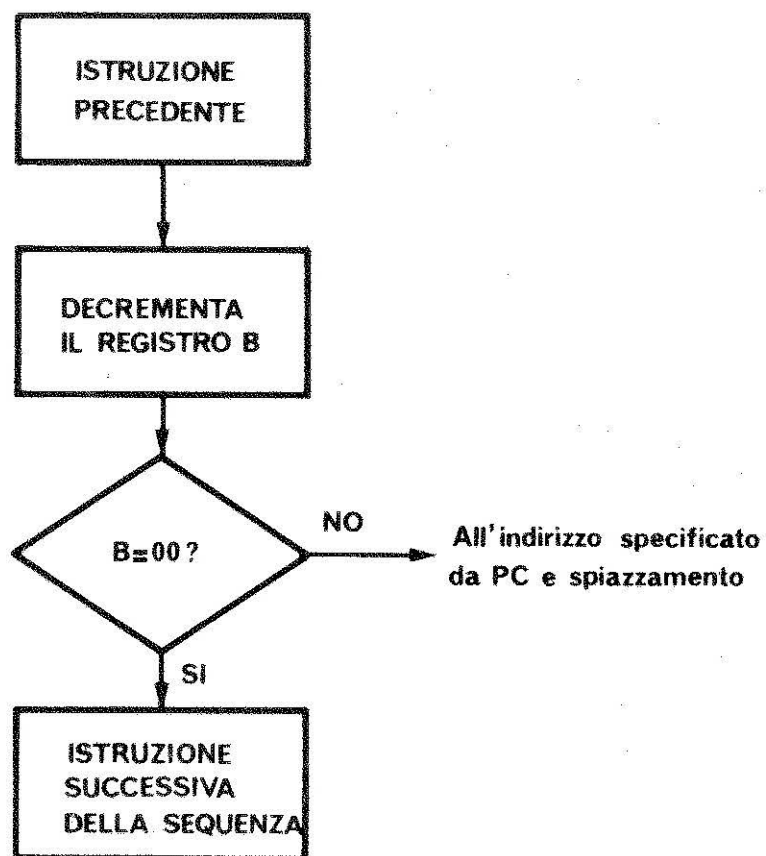 ISTRUZIONE
PRECEDENTE
DECREMENTA
IL REGISTRO B
B=00?
NO
All'indirizzo specificato
da PC e spiazzamento
SI
ISTRUZIONE
SUCCESSIVA
DELLA SEQUENZA